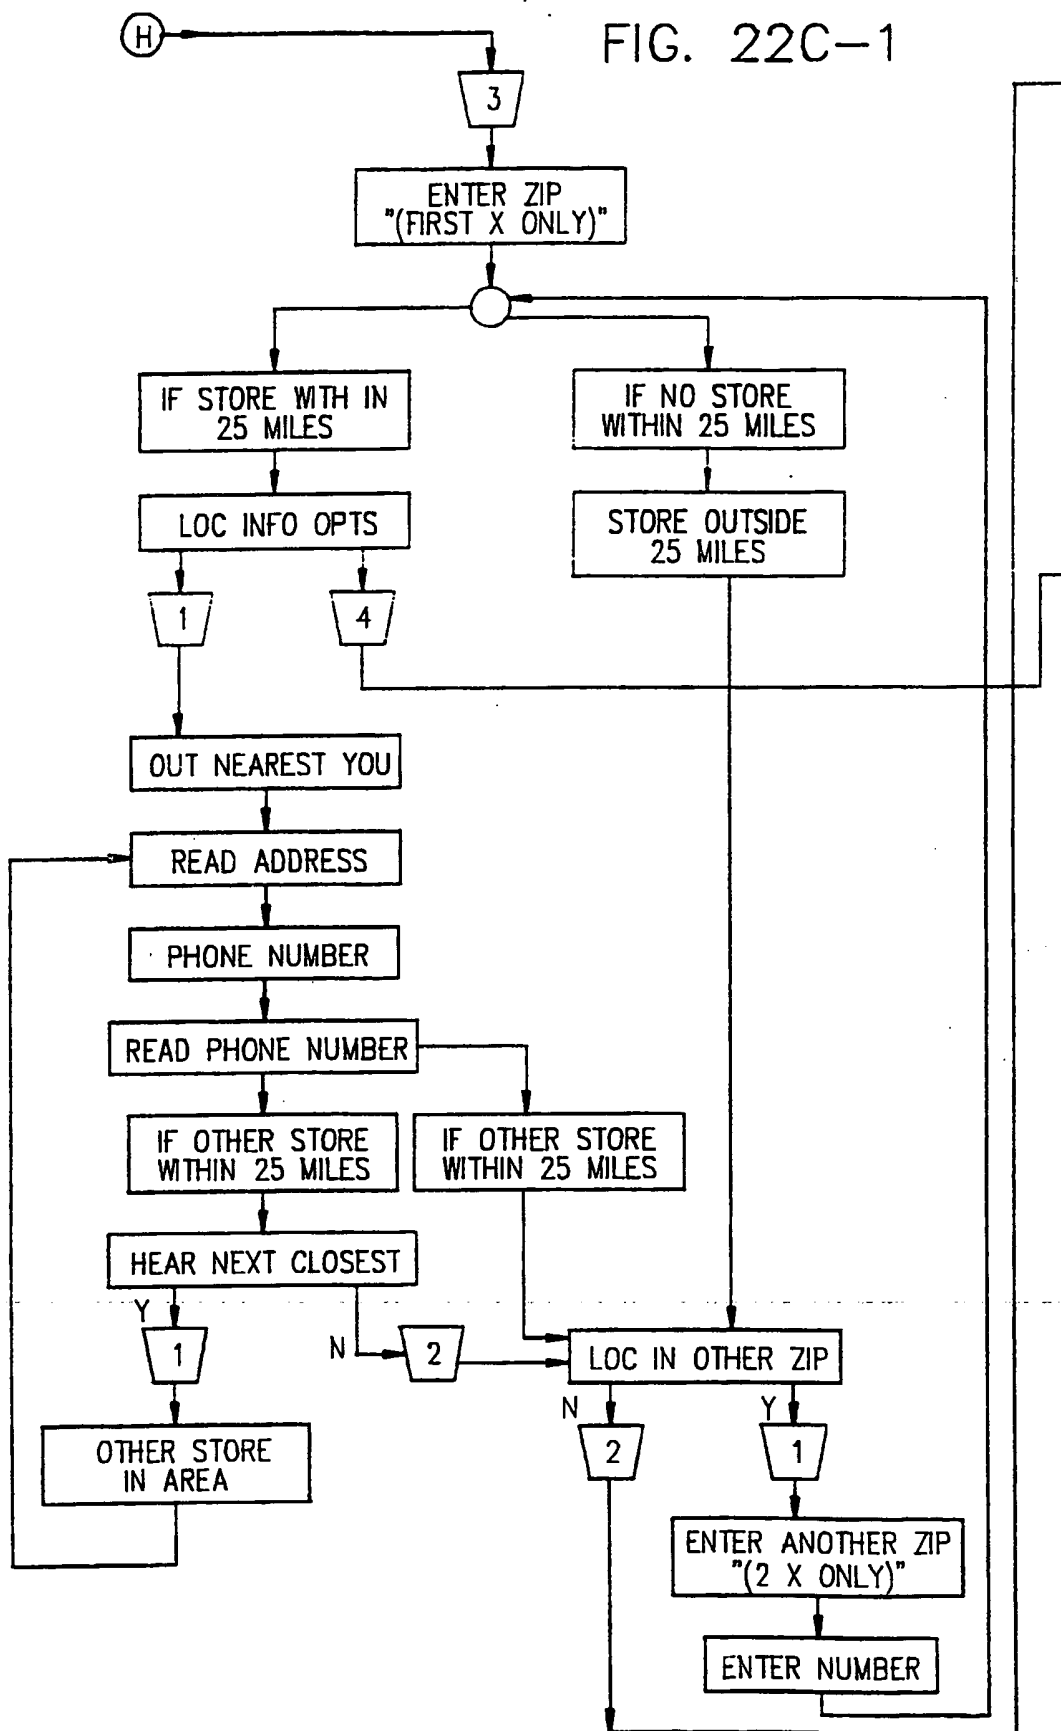 FIG. 22C-1
H
3
ENTER ZIP
"(FIRST X ONLY)"
IF STORE WITH IN
25 MILES
IF NO STORE
WITHIN 25 MILES
LOC INFO OPTS
STORE OUTSIDE
25 MILES
1
4
OUT NEAREST YOU
READ ADDRESS
PHONE NUMBER
READ PHONE NUMBER
IF OTHER STORE
WITHIN 25 MILES
IF OTHER STORE
WITHIN 25 MILES
HEAR NEXT CLOSEST
Y
1
N
2
LOC IN OTHER ZIP
N
2
Y
1
OTHER STORE
IN AREA
ENTER ANOTHER ZIP
"(2 X ONLY)"
ENTER NUMBER